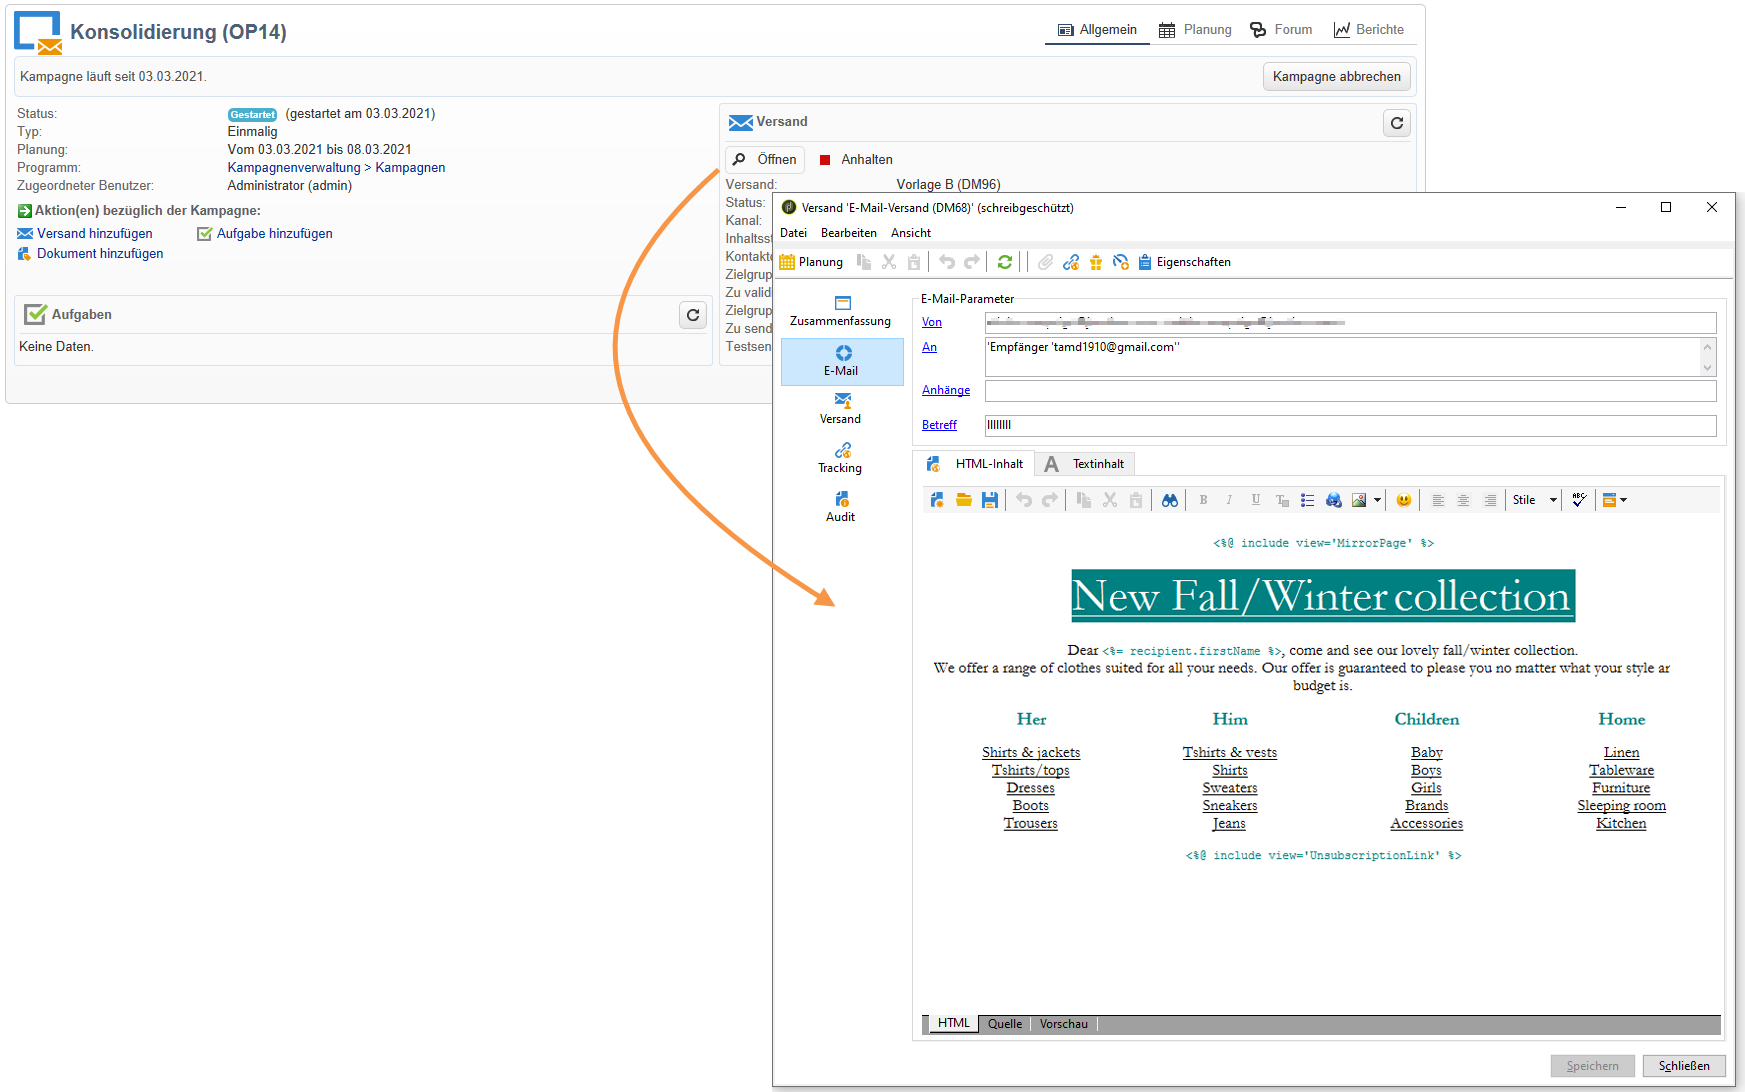 Konsolidierung (OP14)
Allgemein Planung Forum Berichte
Kampagne läuft seit 03.03.2021.
Kampagne abbrechen
Status: Gestartet (gestartet am 03.03.2021)
Typ: Einmalig
Planung: Vom 03.03.2021 bis 08.03.2021
Programm: Kampagnenverwaltung > Kampagnen
Zugeordneter Benutzer: Administrator (admin)
Aktion(en) bezüglich der Kampagne:
Versand hinzufügen Aufgabe hinzufügen
Dokument hinzufügen
Aufgaben
Keine Daten.
Versand
Öffnen Anhalten
Versand: Vorlage B (DM96)
Status:
Kanal:
Inhaltsst
Kontakt
Zielgrup
Zu valid
Zielgrup
Zu send
Testsen
Versand 'E-Mail-Versand (DM68)' (schreibgeschützt)
Datei Bearbeiten Ansicht
Planung Eigenschaften
Zusammenfassung
E-Mail
Versand
Tracking
Audit
E-Mail-Parameter
Von
An 'Empfänger 'tamd1910@gmail.com''
Anhänge
Betreff
HTML-Inhalt Textinhalt
B I U Stile ABC
<%@ include view='MirrorPage' %>
New Fall/Winter collection
Dear <%= recipient.firstName %>, come and see our lovely fall/winter collection.
We offer a range of clothes suited for all your needs. Our offer is guaranteed to please you no matter what your style ar
budget is.
Her Him Children Home
Shirts & jackets Tshirts & vests Baby Linen
Tshirts/tops Shirts Boys Tableware
Dresses Sweaters Girls Furniture
Boots Sneakers Brands Sleeping room
Trousers Jeans Accessories Kitchen
<%@ include view='UnsubscriptionLink' %>
HTML Quelle Vorschau
Speichern Schließen